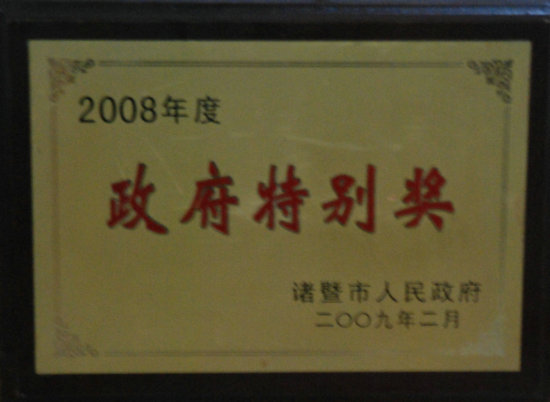 2008年度
政府特别奖
诸暨市人民政府
二〇〇九年二月